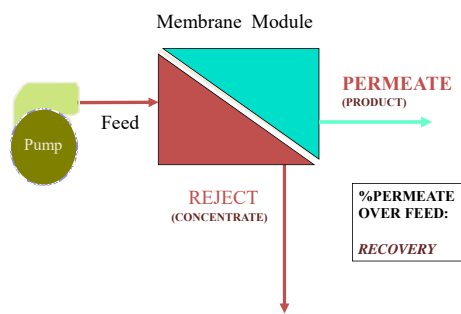 Membrane Module
PERMEATE
(PRODUCT)
Feed
Pump
REJECT
(CONCENTRATE)
%PERMEATE
OVER FEED:
RECOVERY